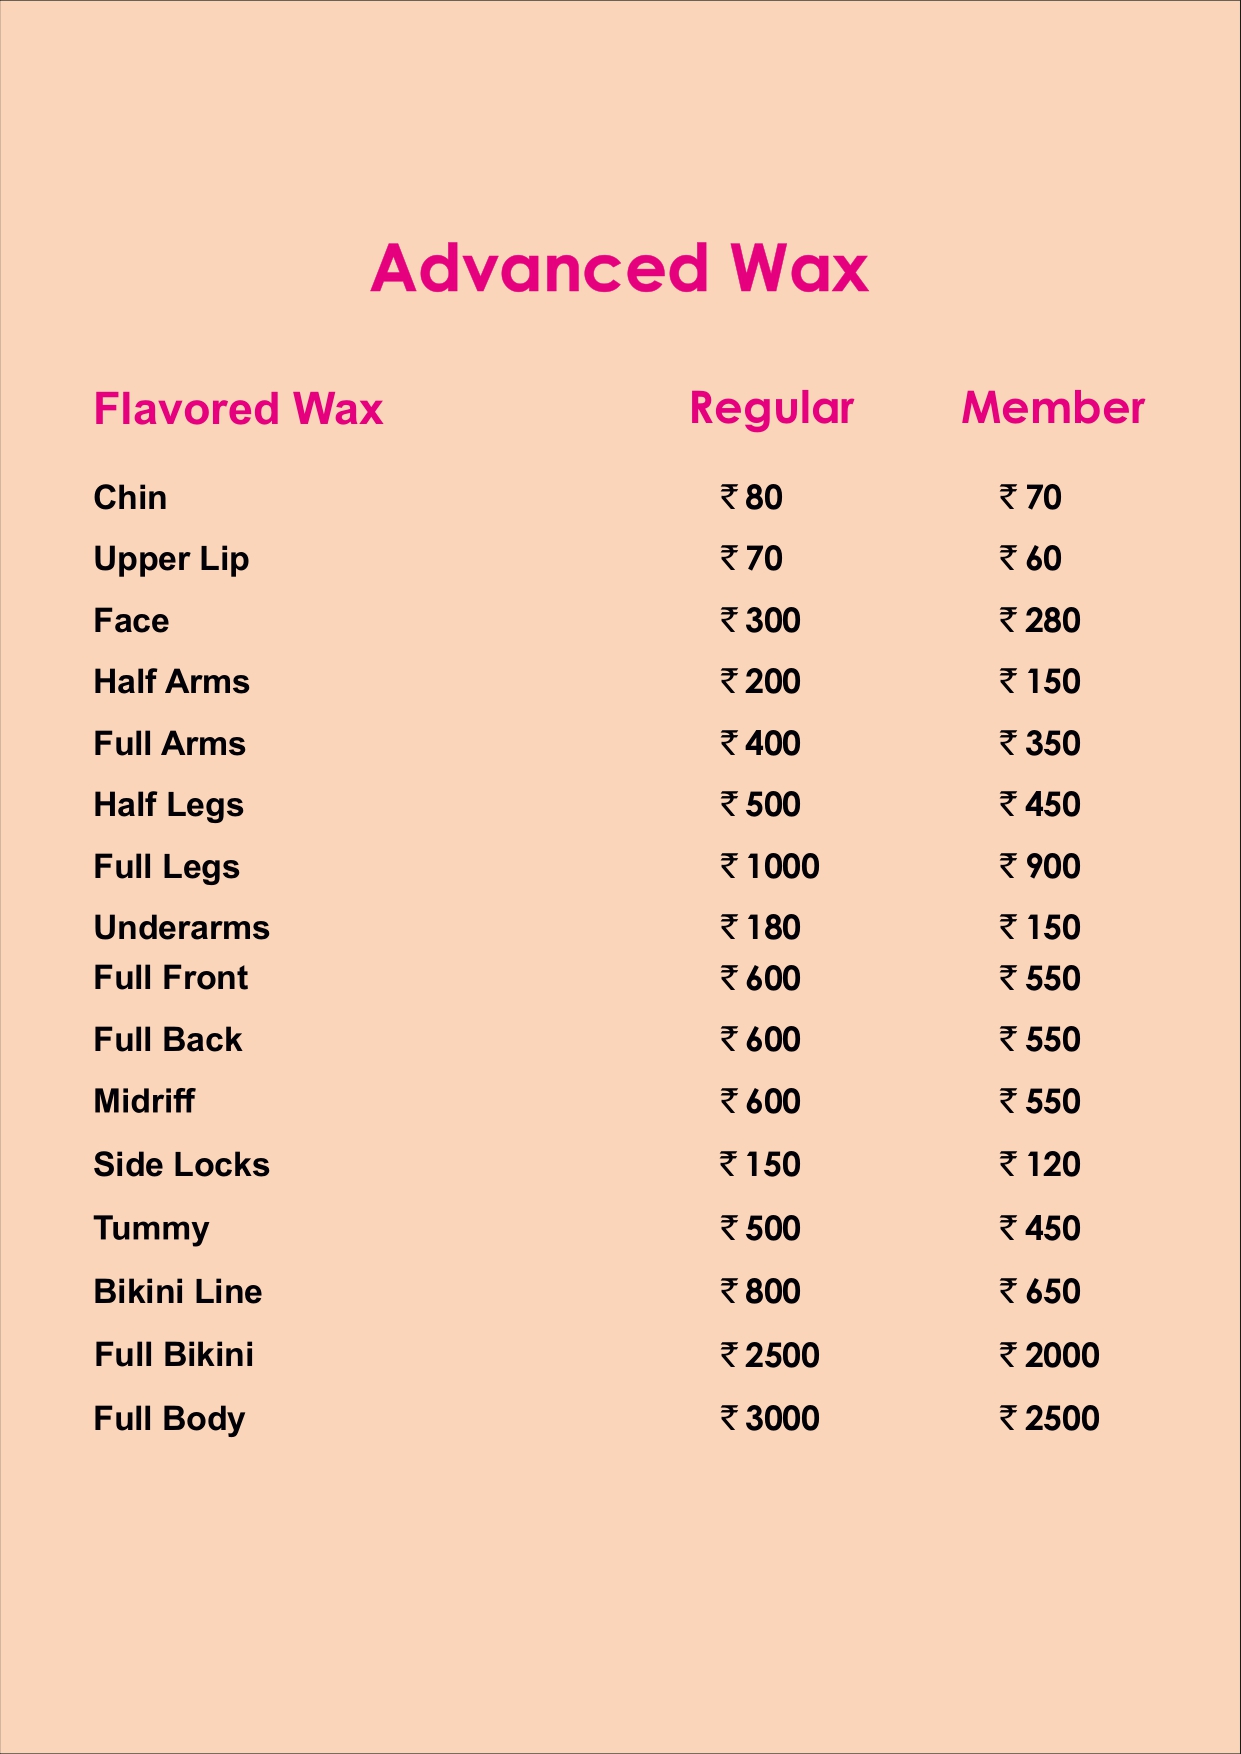 Advanced Wax
Flavored Wax Regular Member
Chin ₹ 80 ₹ 70
Upper Lip ₹ 70 ₹ 60
Face ₹ 300 ₹ 280
Half Arms ₹ 200 ₹ 150
Full Arms ₹ 400 ₹ 350
Half Legs ₹ 500 ₹ 450
Full Legs ₹ 1000 ₹ 900
Underarms ₹ 180 ₹ 150
Full Front ₹ 600 ₹ 550
Full Back ₹ 600 ₹ 550
Midriff ₹ 600 ₹ 550
Side Locks ₹ 150 ₹ 120
Tummy ₹ 500 ₹ 450
Bikini Line ₹ 800 ₹ 650
Full Bikini ₹ 2500 ₹ 2000
Full Body ₹ 3000 ₹ 2500